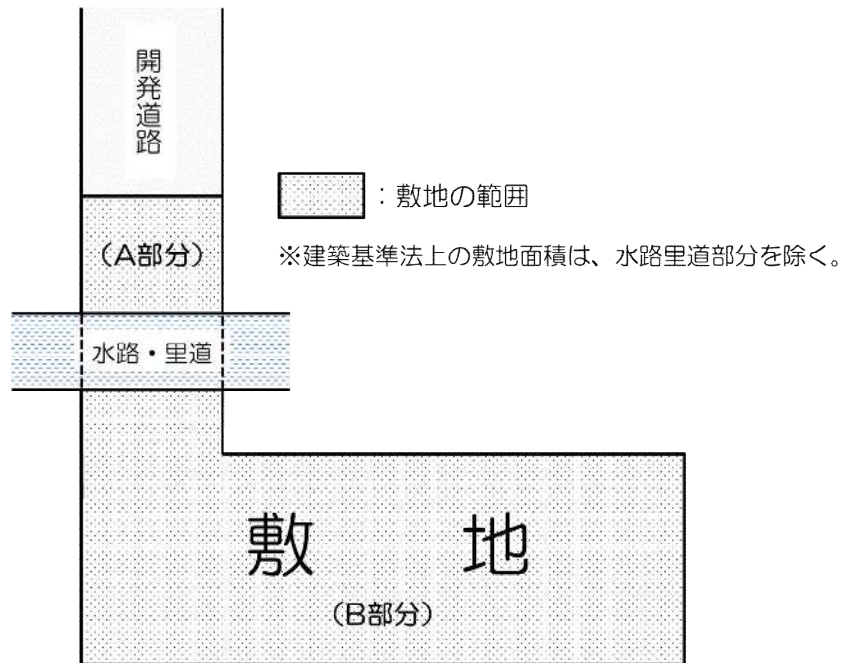 開発道路
：敷地の範囲
（A部分）
※建築基準法上の敷地面積は、水路里道部分を除く。
水路・里道
敷地
（B部分）